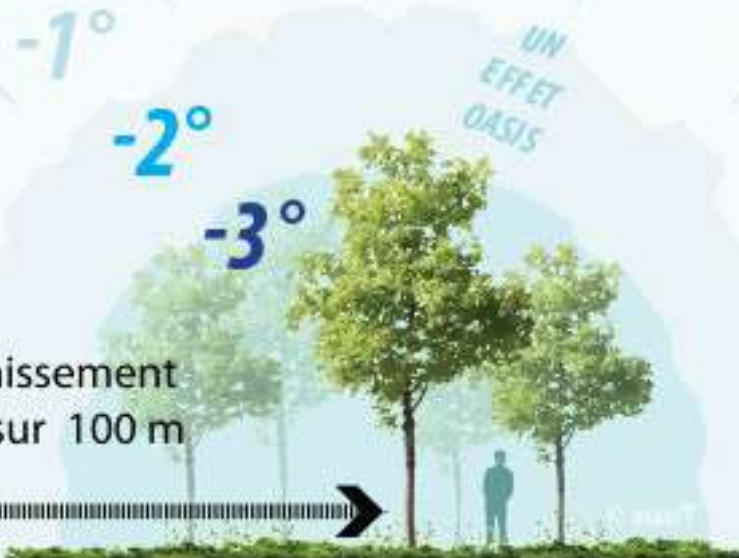 -1°
UN
EFFET
OASIS
-2°
-3°
issement
sur 100 m